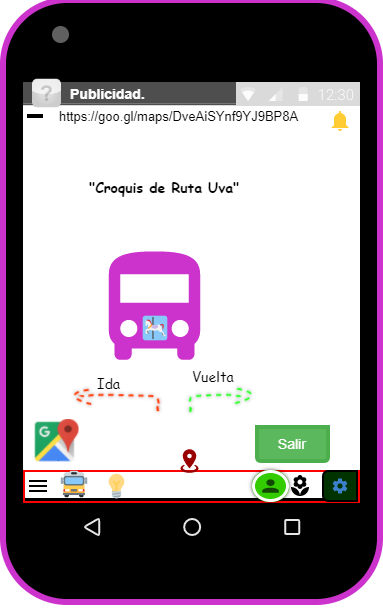 ? Publicidad. 12:30
https://goo.gl/maps/DveAiSYnf9YJ9BP8A
"Croquis de Ruta Uva"
Ida
Vuelta
G
Salir